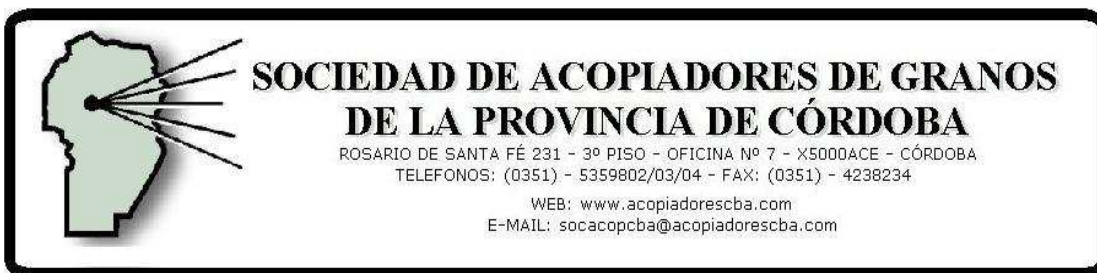 SOCIEDAD DE ACOPIADORES DE GRANOS
DE LA PROVINCIA DE CÓRDOBA
ROSARIO DE SANTA FÉ 231 - 3º PISO - OFICINA Nº 7 - X5000ACE - CÓRDOBA
TELEFONOS: (0351) - 5359802/03/04 - FAX: (0351) - 4238234
WEB: www.acopiadorescba.com
E-MAIL: socacopcba@acopiadorescba.com